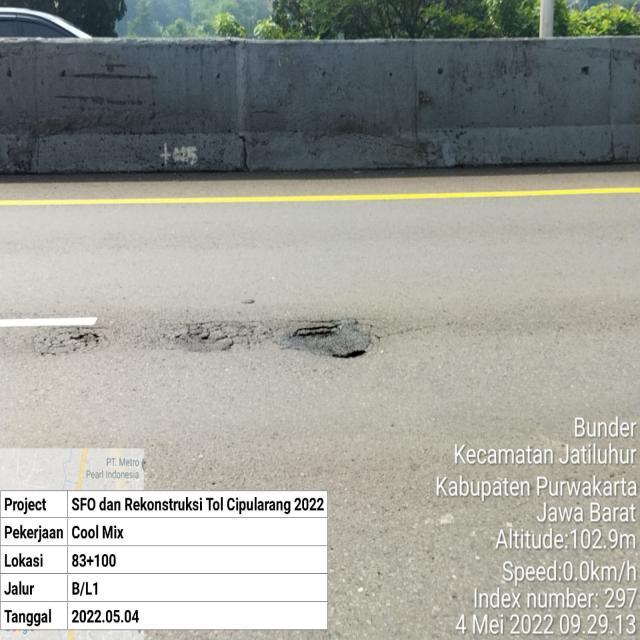 PT. Metro
Pearl Indonesia
Project SFO dan Rekonstruksi Tol Cipularang 2022
Pekerjaan Cool Mix
Lokasi 83+100
Jalur B/L1
Tanggal 2022.05.04
Bunder
Kecamatan Jatiluhur
Kabupaten Purwakarta
Jawa Barat
Altitude:102.9m
Speed:0.0km/h
Index number: 297
4 Mei 2022 09.29.13